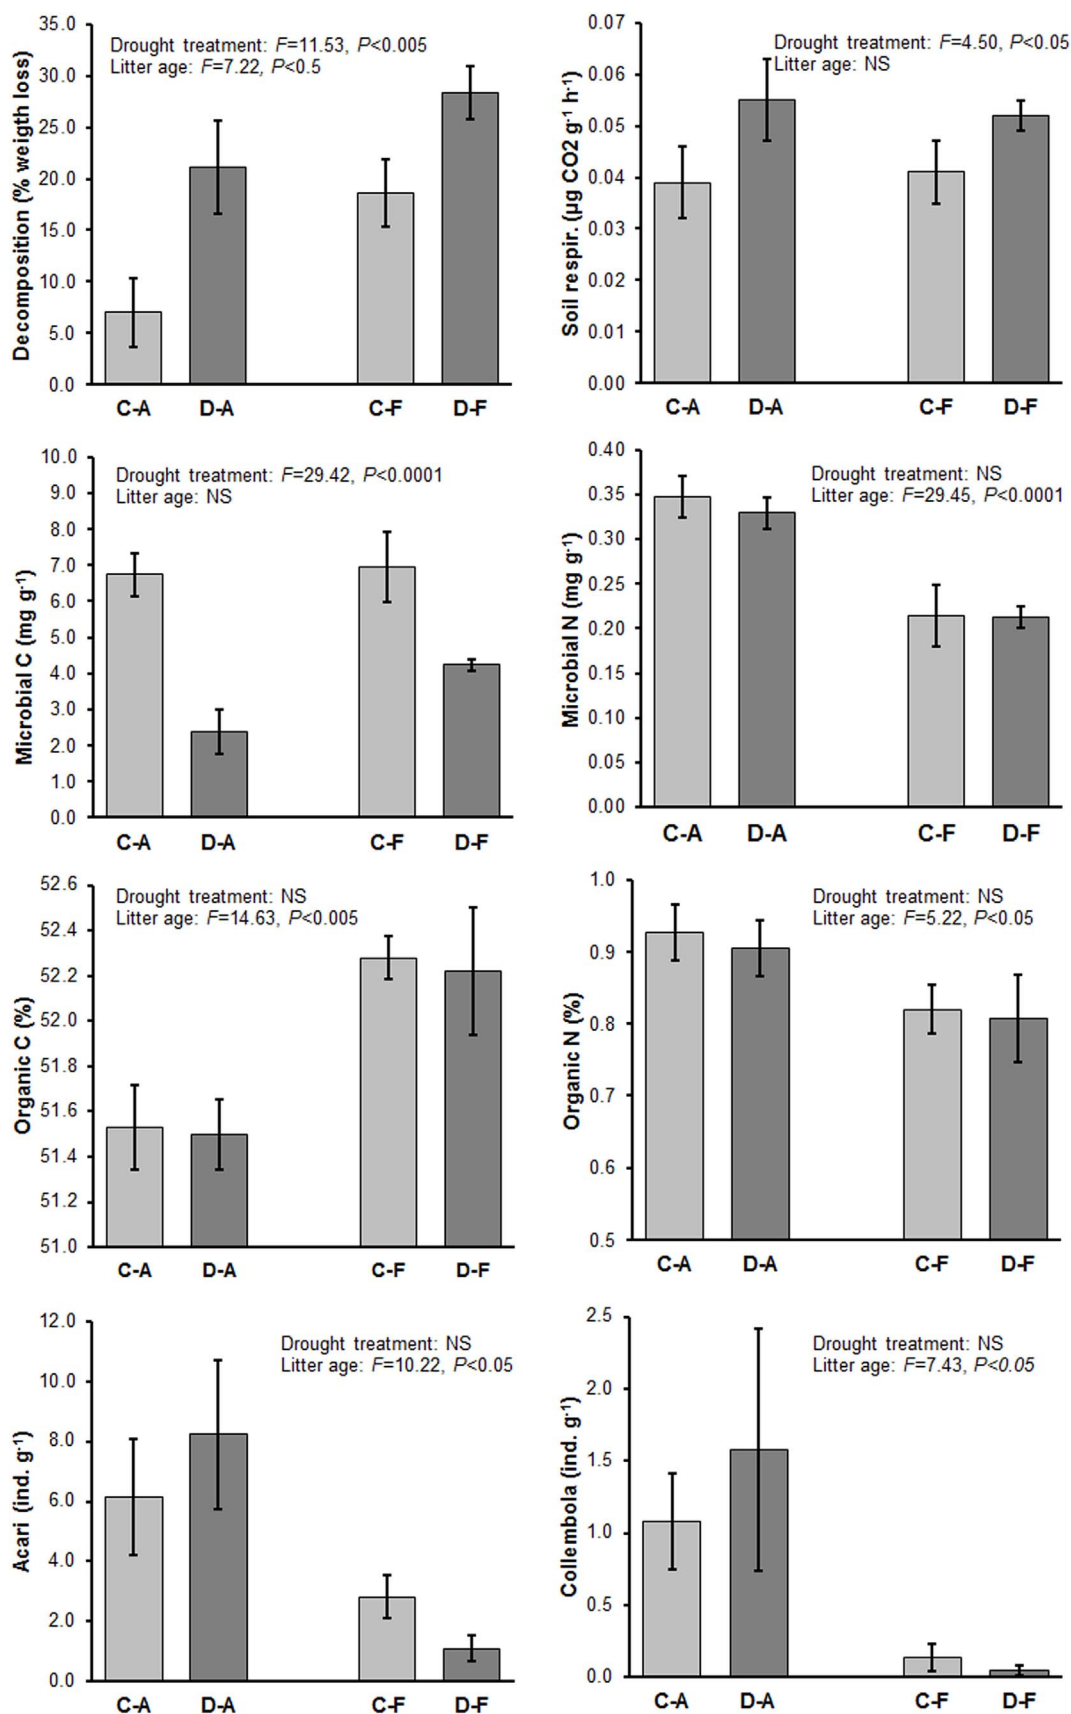 Decomposition (% weigth loss)
35.0
30.0
25.0
20.0
15.0
10.0
5.0
0.0
Drought treatment: F=11.53, P<0.005
Litter age: F=7.22, P<0.5
C-A D-A C-F D-F
Soil respir. (µg CO2 g-1 h-1)
0.07
0.06
0.05
0.04
0.03
0.02
0.01
0.00
Drought treatment: F=4.50, P<0.05
Litter age: NS
C-A D-A C-F D-F
Microbial C (mg g-1)
10.0
9.0
8.0
7.0
6.0
5.0
4.0
3.0
2.0
1.0
0.0
Drought treatment: F=29.42, P<0.0001
Litter age: NS
C-A D-A C-F D-F
Microbial N (mg g-1)
0.40
0.35
0.30
0.25
0.20
0.15
0.10
0.05
0.00
Drought treatment: NS
Litter age: F=29.45, P<0.0001
C-A D-A C-F D-F
Organic C (%)
52.6
52.4
52.2
52.0
51.8
51.6
51.4
51.2
51.0
Drought treatment: NS
Litter age: F=14.63, P<0.005
C-A D-A C-F D-F
Organic N (%)
1.0
0.9
0.8
0.7
0.6
0.5
Drought treatment: NS
Litter age: F=5.22, P<0.05
C-A D-A C-F D-F
Acari (ind. g-1)
12.0
10.0
8.0
6.0
4.0
2.0
0.0
Drought treatment: NS
Litter age: F=10.22, P<0.05
C-A D-A C-F D-F
Collembola (ind. g-1)
2.5
2.0
1.5
1.0
0.5
0.0
Drought treatment: NS
Litter age: F=7.43, P<0.05
C-A D-A C-F D-F